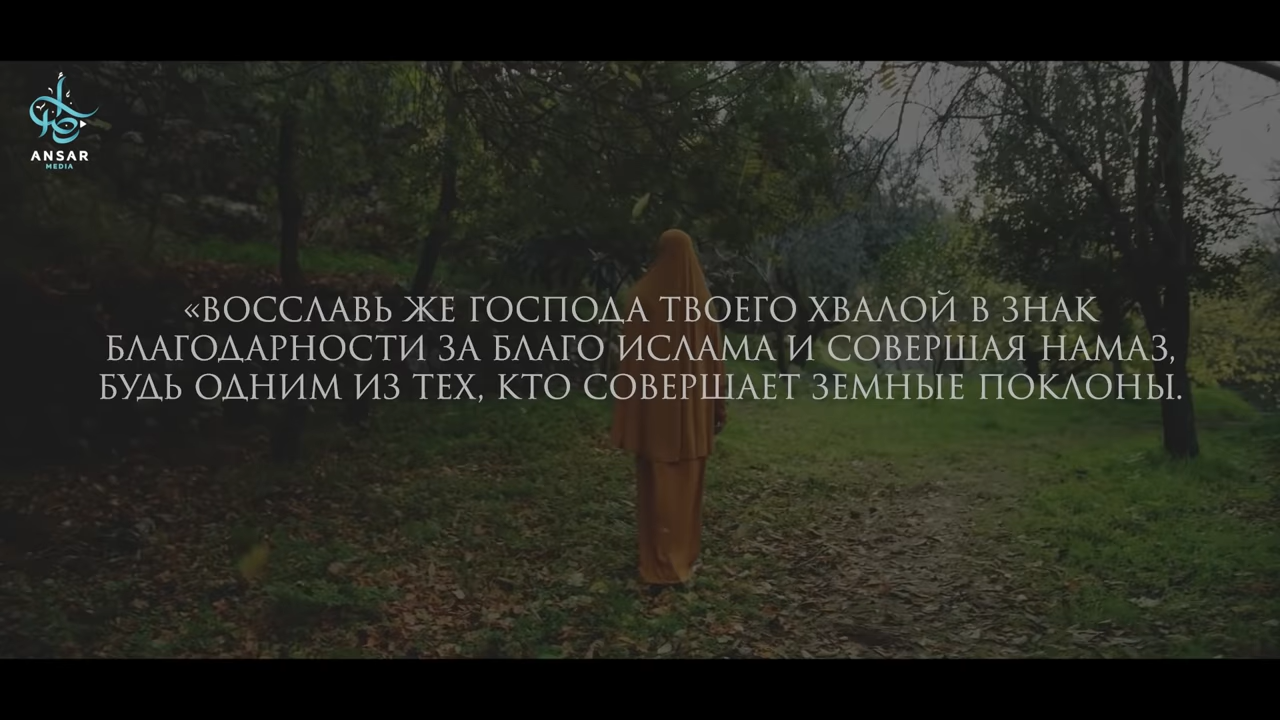 ANSAR
MEDIA
«ВОССЛАВЬ ЖЕ ГОСПОДА ТВОЕГО ХВАЛОЙ В ЗНАК
БЛАГОДАРНОСТИ ЗА БЛАГО ИСЛАМА И СОВЕРШАЯ НАМАЗ,
БУДЬ ОДНИМ ИЗ ТЕХ, КТО СОВЕРШАЕТ ЗЕМНЫЕ ПОКЛОНЫ.